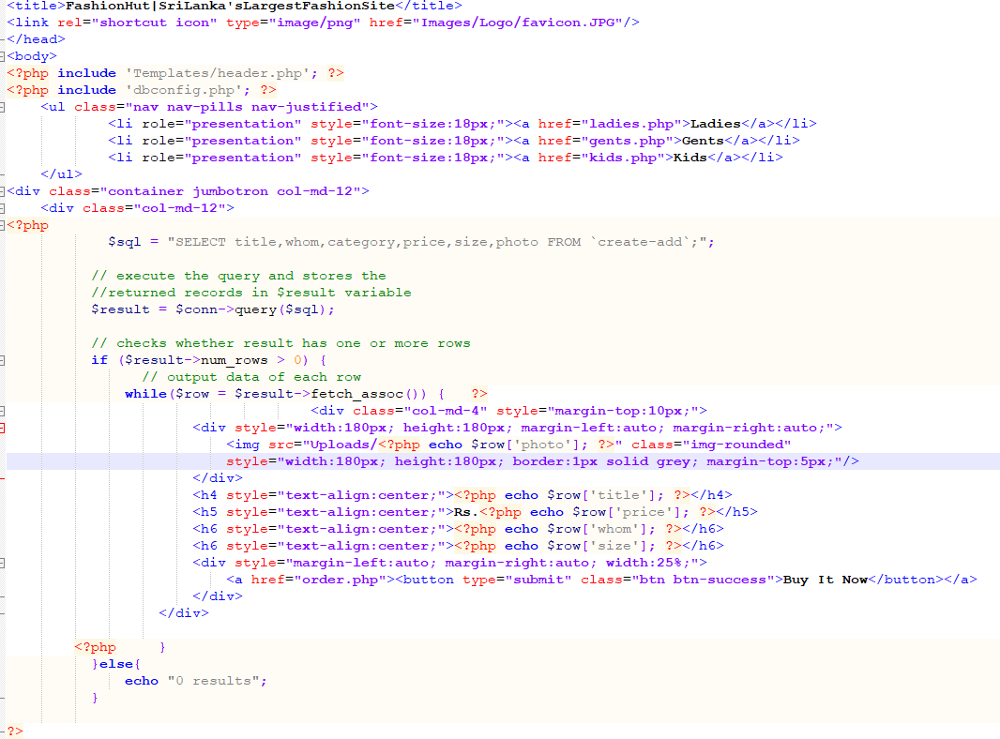 <title>FashionHut|SriLanka'sLargestFashionSite</title>
<link rel="shortcut icon" type="image/png" href="Images/Logo/favicon.JPG"/>
</head>
<body>
<?php include 'Templates/header.php'; ?>
<?php include 'dbconfig.php'; ?>
<ul class="nav nav-pills nav-justified">
<li role="presentation" style="font-size:18px;"><a href="ladies.php">Ladies</a></li>
<li role="presentation" style="font-size:18px;"><a href="gents.php">Gents</a></li>
<li role="presentation" style="font-size:18px;"><a href="kids.php">Kids</a></li>
</ul>
<div class="container jumbotron col-md-12">
<div class="col-md-12">
<?php
$sql = "SELECT title,whom,category,price,size,photo FROM `create-add`;";
// execute the query and stores the
//returned records in $result variable
$result = $conn->query($sql);
// checks whether result has one or more rows
if ($result->num_rows > 0) {
// output data of each row
while($row = $result->fetch_assoc()) { ?>
<div class="col-md-4" style="margin-top:10px;">
<div style="width:180px; height:180px; margin-left:auto; margin-right:auto;">
<img src="Uploads/<?php echo $row['photo']; ?>" class="img-rounded"
style="width:180px; height:180px; border:1px solid grey; margin-top:5px;"/>
</div>
<h4 style="text-align:center;"><?php echo $row['title']; ?></h4>
<h5 style="text-align:center;">Rs.<?php echo $row['price']; ?></h5>
<h6 style="text-align:center;"><?php echo $row['whom']; ?></h6>
<h6 style="text-align:center;"><?php echo $row['size']; ?></h6>
<div style="margin-left:auto; margin-right:auto; width:25%;">
<a href="order.php"><button type="submit" class="btn btn-success">Buy It Now</button></a>
</div>
</div>
<?php }
}else{
echo "0 results";
}
?>